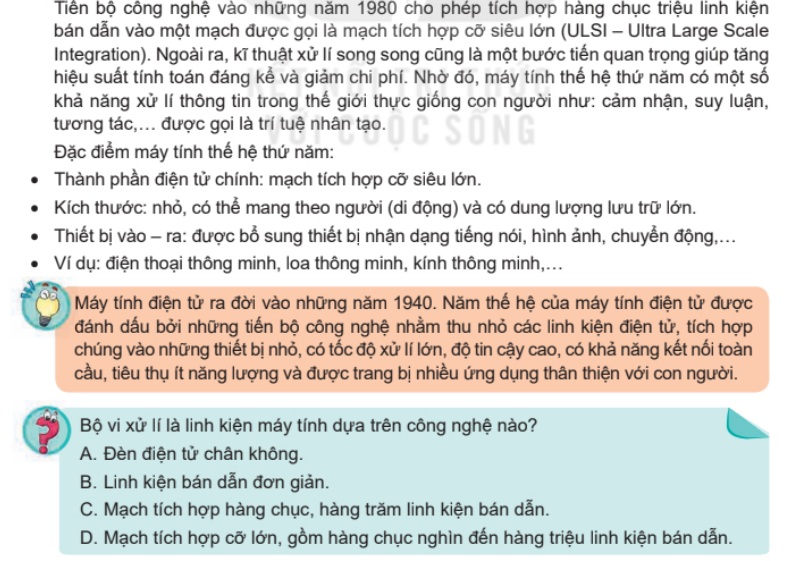 Tiến bộ công nghệ vào những năm 1980 cho phép tích hợp hàng chục triệu linh kiện
bán dẫn vào một mạch được gọi là mạch tích hợp cỡ siêu lớn (ULSI – Ultra Large Scale
Integration). Ngoài ra, kĩ thuật xử lí song song cũng là một bước tiến quan trọng giúp tăng
hiệu suất tính toán đáng kể và giảm chi phí. Nhờ đó, máy tính thế hệ thứ năm có một số
khả năng xử lí thông tin trong thế giới thực giống con người như: cảm nhận, suy luận,
tương tác,... được gọi là trí tuệ nhân tạo.
KẾT NỐI TRI THỨC
VỚI CUỘC SỐNG
Đặc điểm máy tính thế hệ thứ năm:
• Thành phần điện tử chính: mạch tích hợp cỡ siêu lớn.
• Kích thước: nhỏ, có thể mang theo người (di động) và có dung lượng lưu trữ lớn.
• Thiết bị vào – ra: được bổ sung thiết bị nhận dạng tiếng nói, hình ảnh, chuyển động,...
• Ví dụ: điện thoại thông minh, loa thông minh, kính thông minh,...
Máy tính điện tử ra đời vào những năm 1940. Năm thế hệ của máy tính điện tử được
đánh dấu bởi những tiến bộ công nghệ nhằm thu nhỏ các linh kiện điện tử, tích hợp
chúng vào những thiết bị nhỏ, có tốc độ xử lí lớn, độ tin cậy cao, có khả năng kết nối toàn
cầu, tiêu thụ ít năng lượng và được trang bị nhiều ứng dụng thân thiện với con người.
Bộ vi xử lí là linh kiện máy tính dựa trên công nghệ nào?
A. Đèn điện tử chân không.
B. Linh kiện bán dẫn đơn giản.
C. Mạch tích hợp hàng chục, hàng trăm linh kiện bán dẫn.
D. Mạch tích hợp cỡ lớn, gồm hàng chục nghìn đến hàng triệu linh kiện bán dẫn.